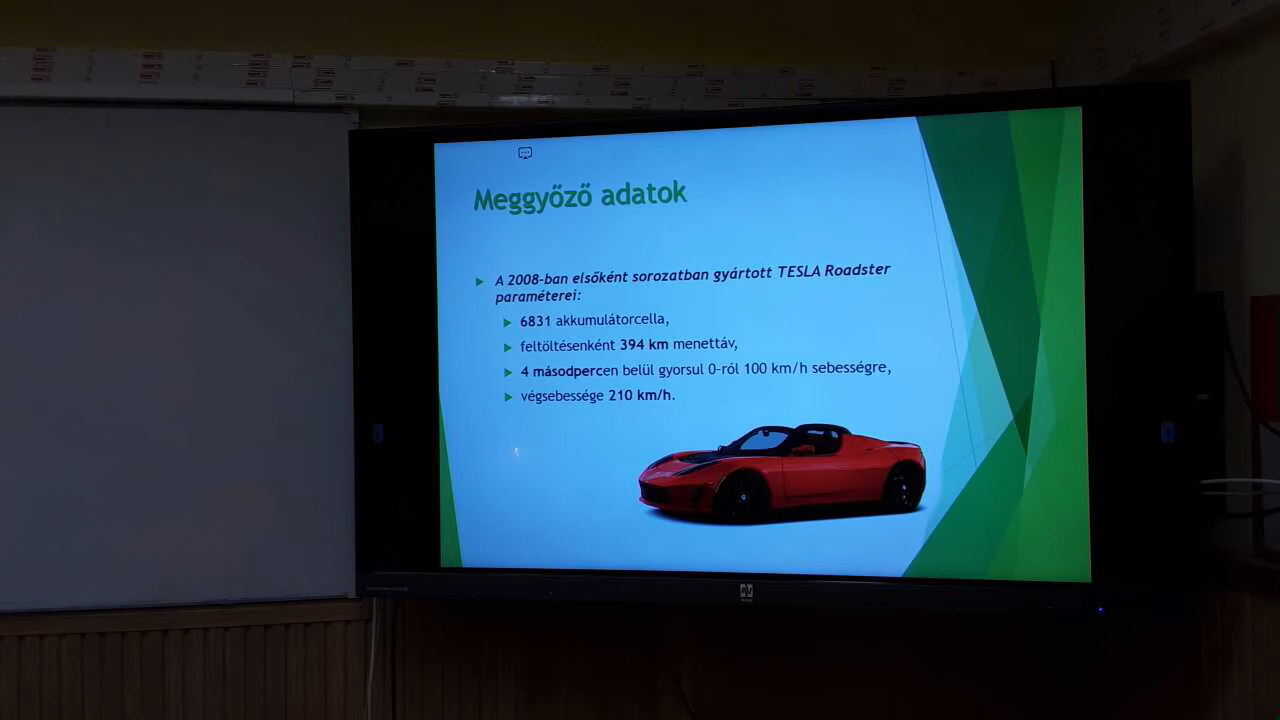 Meggyőző adatok
A 2008-ban elsőként sorozatban gyártott TESLA Roadster
paraméterei:
6831 akkumulátorcella,
feltöltésenként 394 km menettáv,
4 másodpercen belül gyorsul 0-ról 100 km/h sebességre,
végsebessége 210 km/h.